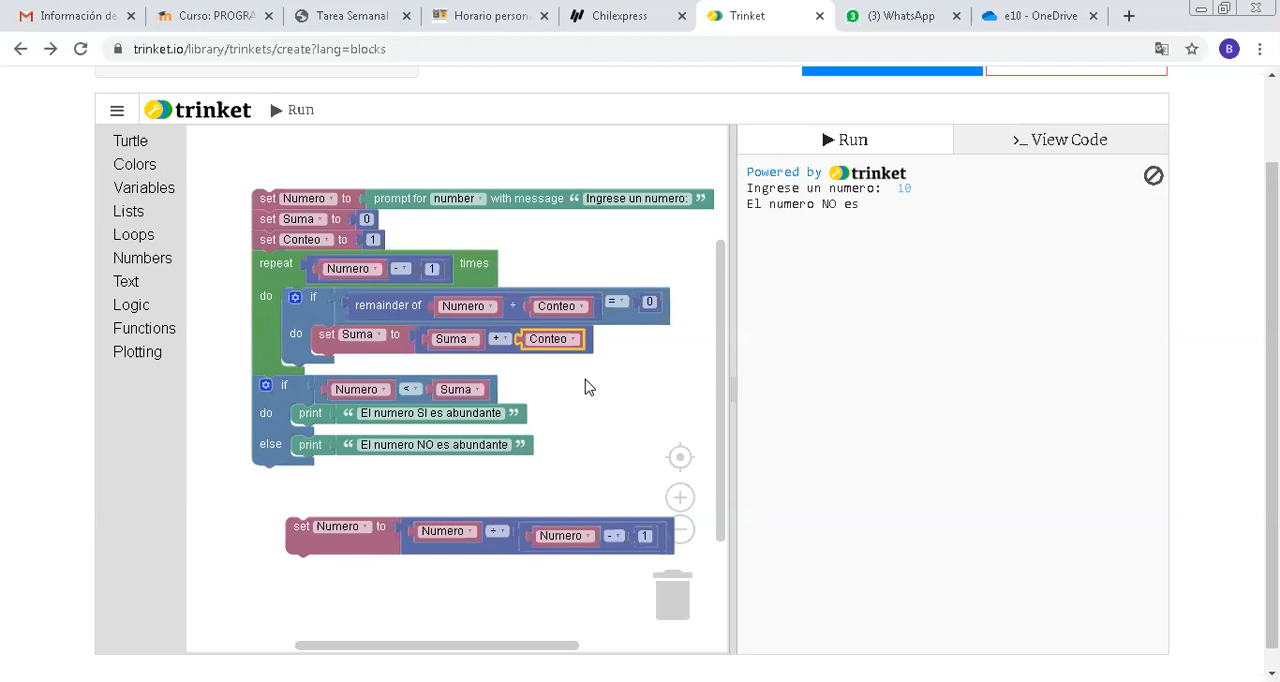 Información de
Curso: PROGRA
Tarea Semanal
Horario person
Chilexpress
Trinket
(3) WhatsApp
e10 - OneDrive
trinket.io/library/trinkets/create?lang=blocks
B
trinket Run
Turtle
Colors
Variables
Lists
Loops
Numbers
Text
Logic
Functions
Plotting
set Numero to prompt for number with message “ Ingrese un numero: ”
set Suma to 0
set Conteo to 1
repeat Numero - 1 times
do if remainder of Numero ÷ Conteo = 0
do set Suma to Suma + Conteo
if Numero < Suma
do print “ El numero SI es abundante ”
else print “ El numero NO es abundante ”
set Numero to Numero ÷ Numero - 1
Run
>_ View Code
Powered by trinket
Ingrese un numero: 10
El numero NO es